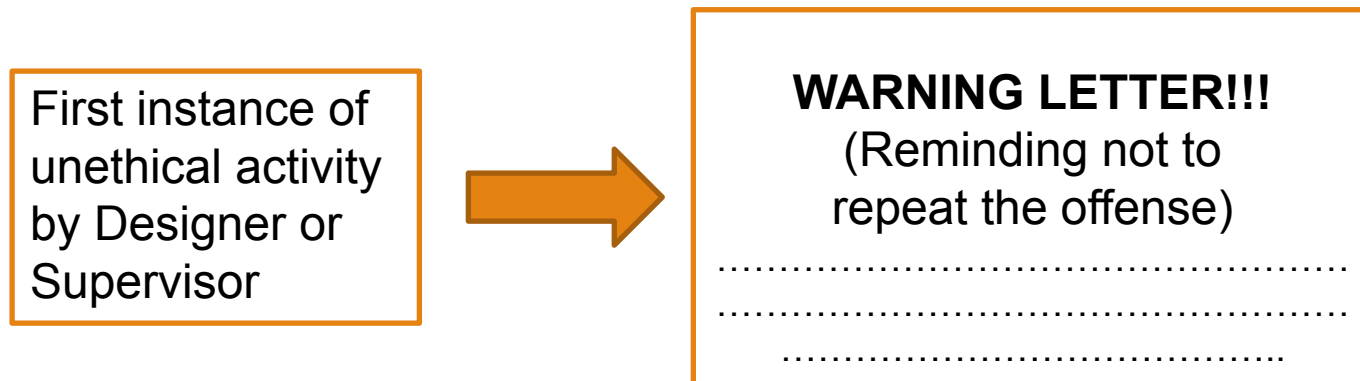 First instance of
unethical activity
by Designer or
Supervisor
WARNING LETTER!!!
(Reminding not to
repeat the offense)
……………………………………………
……………………………………………
…………………………………..